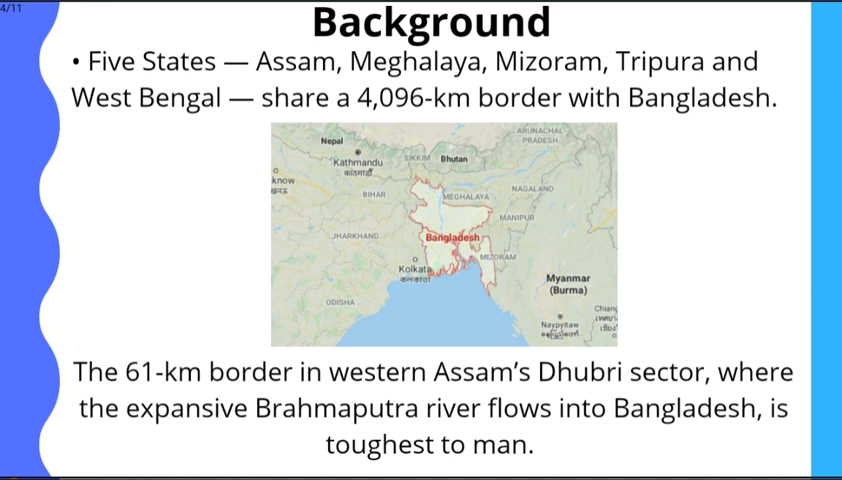 4/11
Background
• Five States — Assam, Meghalaya, Mizoram, Tripura and
West Bengal — share a 4,096-km border with Bangladesh.
ARUNACHAL
PRADESH
Nepal
SIKKIM
Bhutan
Kathmandu
know
NAGALAND
BIHAR
MEGHALAYA
MANIPUR
JHARKHAND
Bangladesh
MIZORAM
Kolkata
কলকাতা
Myanmar
(Burma)
ODISHA
Chiang
Naypyitaw
The 61-km border in western Assam’s Dhubri sector, where
the expansive Brahmaputra river flows into Bangladesh, is
toughest to man.